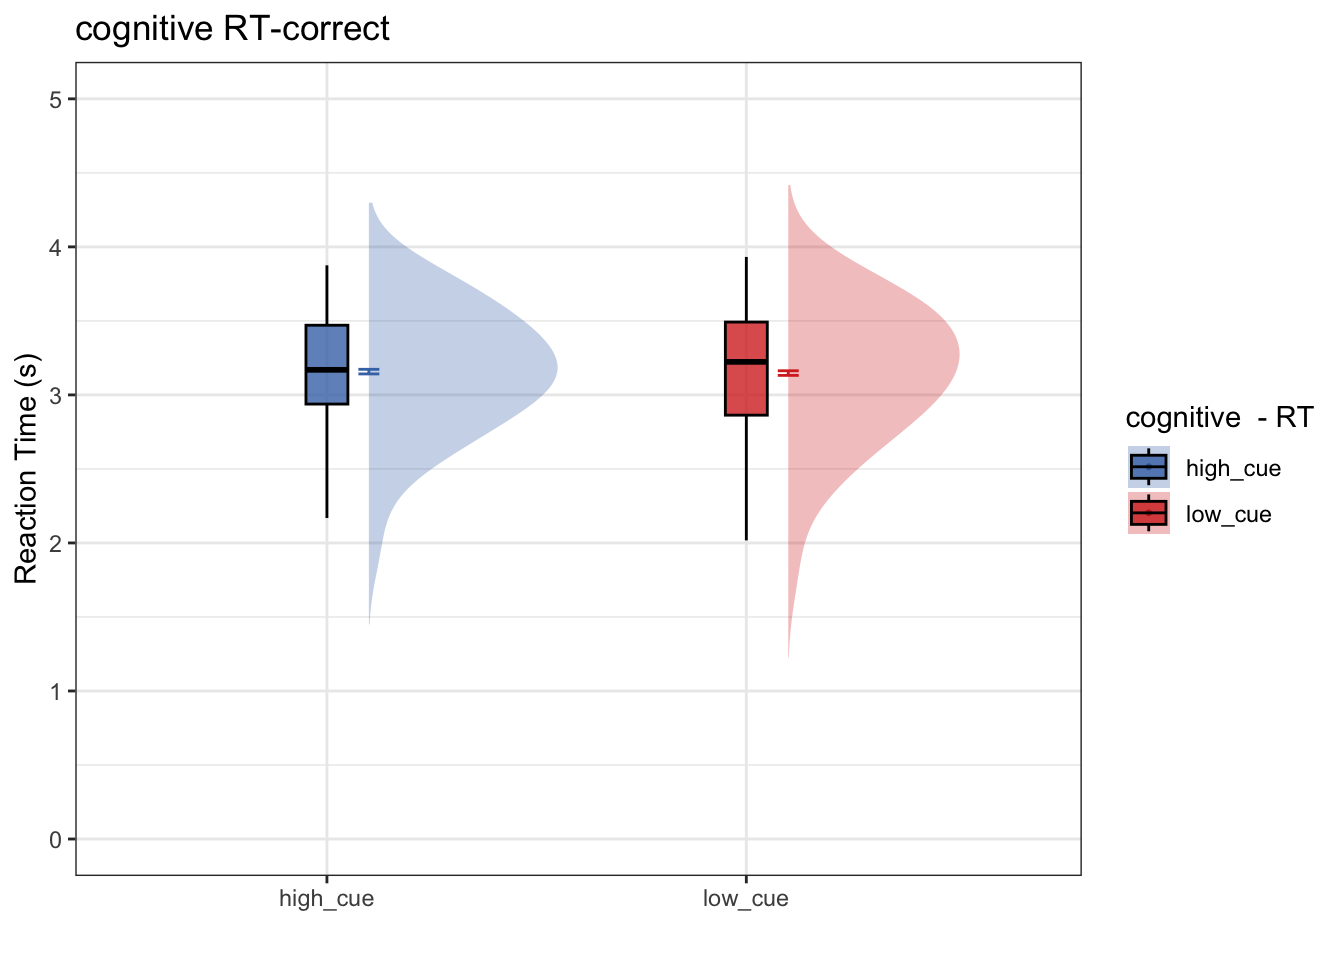 cognitive RT-correct
5
4
3
2
1
0
Reaction Time (s)
high_cue
low_cue
cognitive  - RT
high_cue
low_cue